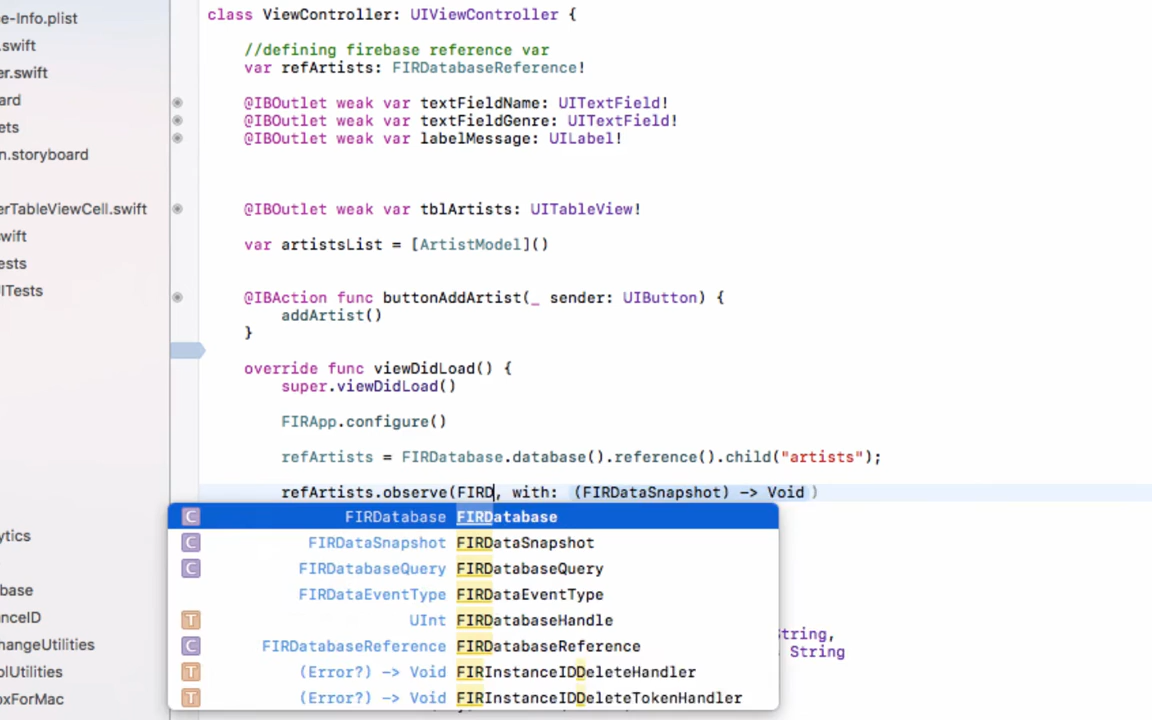 e-Info.plist
.swift
er.swift
ard
ets
n.storyboard
erTableViewCell.swift
wift
ests
ITests
ytics
base
nceID
hangeUtilities
olUtilities
oxForMac
class ViewController: UIViewController {
//defining firebase reference var
var refArtists: FIRDatabaseReference!
@IBOutlet weak var textFieldName: UITextField!
@IBOutlet weak var textFieldGenre: UITextField!
@IBOutlet weak var labelMessage: UILabel!
@IBOutlet weak var tblArtists: UITableView!
var artistsList = [ArtistModel]()
@IBAction func buttonAddArtist(_ sender: UIButton) {
addArtist()
}
override func viewDidLoad() {
super.viewDidLoad()
FIRApp.configure()
refArtists = FIRDatabase.database().reference().child("artists");
refArtists.observe(FIRD, with: (FIRDataSnapshot) -> Void )
C FIRDatabase FIRDatabase
C FIRDataSnapshot FIRDataSnapshot
C FIRDatabaseQuery FIRDatabaseQuery
FIRDataEventType FIRDataEventType
T UInt FIRDatabaseHandle
C FIRDatabaseReference FIRDatabaseReference
T (Error?) -> Void FIRInstanceIDDeleteHandler
T (Error?) -> Void FIRInstanceIDDeleteTokenHandler
String,
String